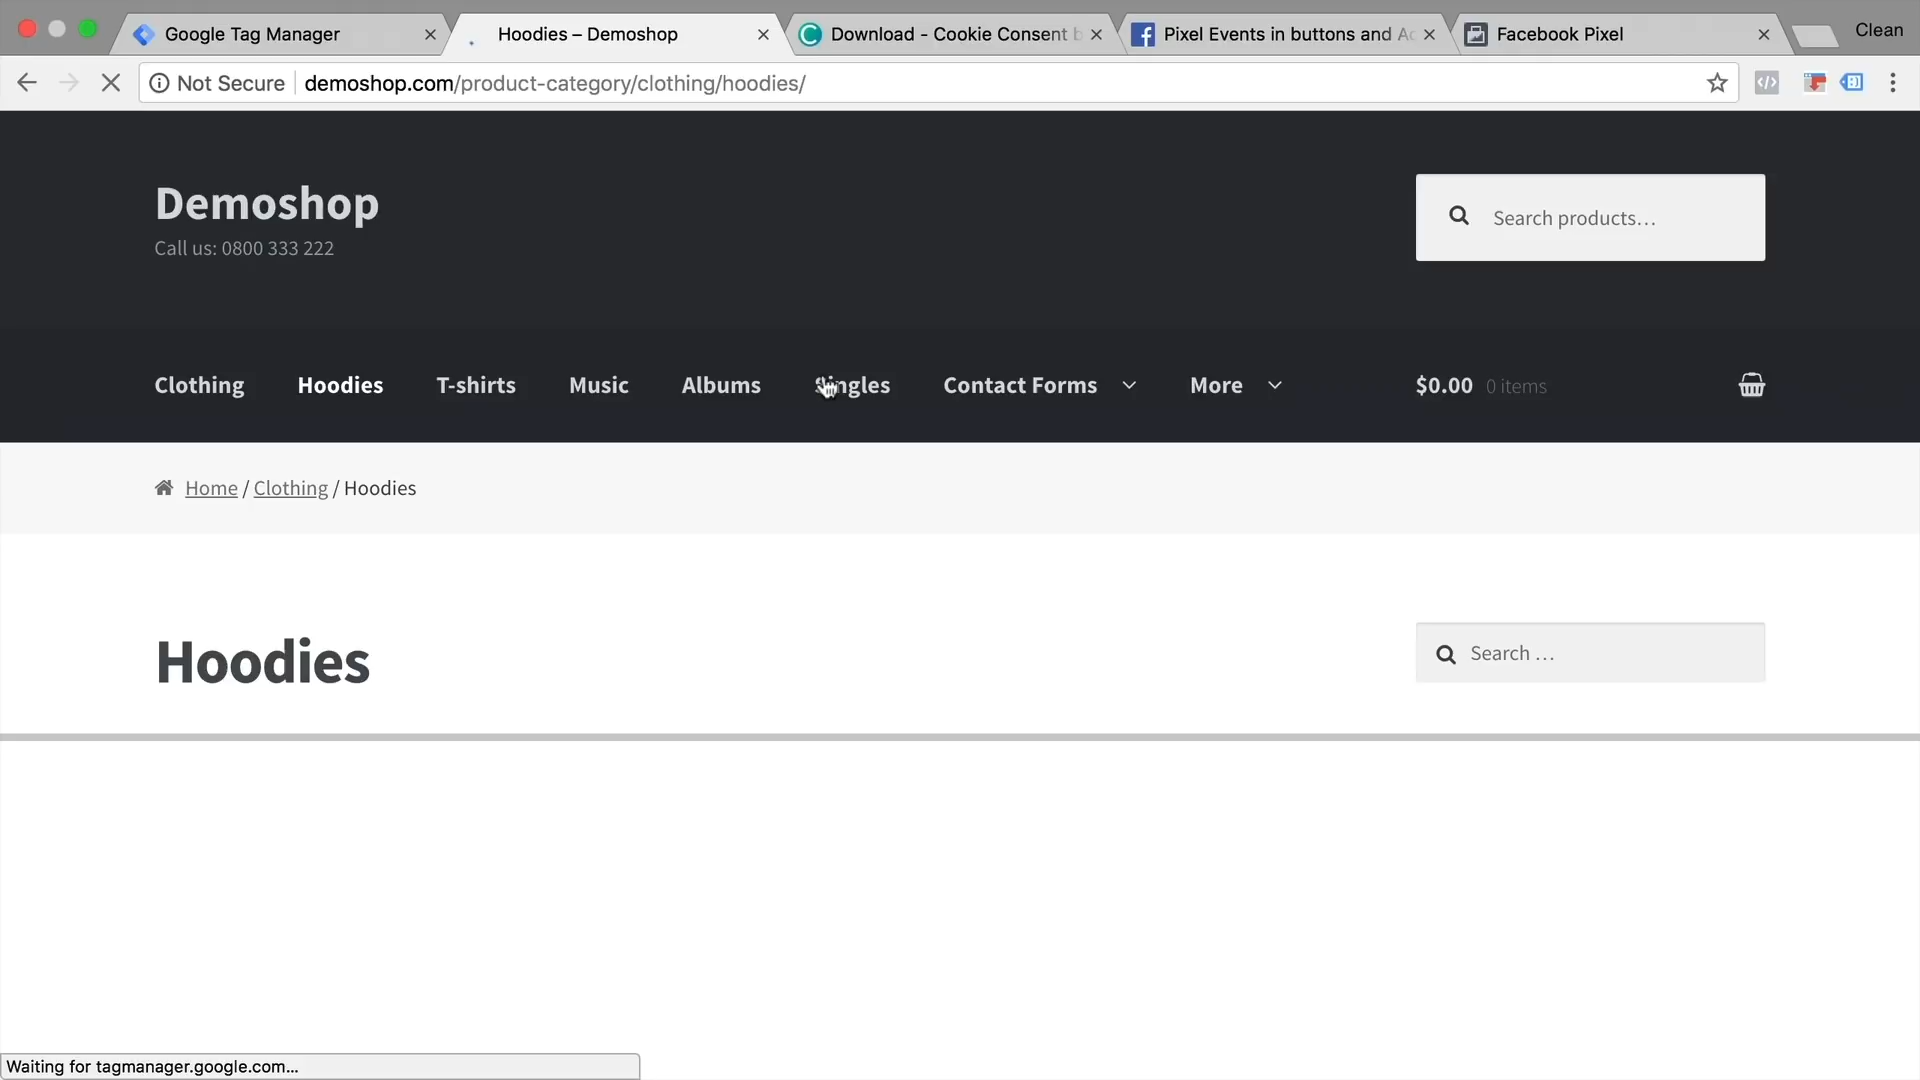 Google Tag Manager
Hoodies – Demoshop
Download - Cookie Consent b
Pixel Events in buttons and Ac
Facebook Pixel
Clean
Not Secure demoshop.com/product-category/clothing/hoodies/
Demoshop
Call us: 0800 333 222
Search products…
Clothing Hoodies T-shirts Music Albums Singles Contact Forms More $0.00 0 items
Home / Clothing / Hoodies
Hoodies
Search …
Waiting for tagmanager.google.com...